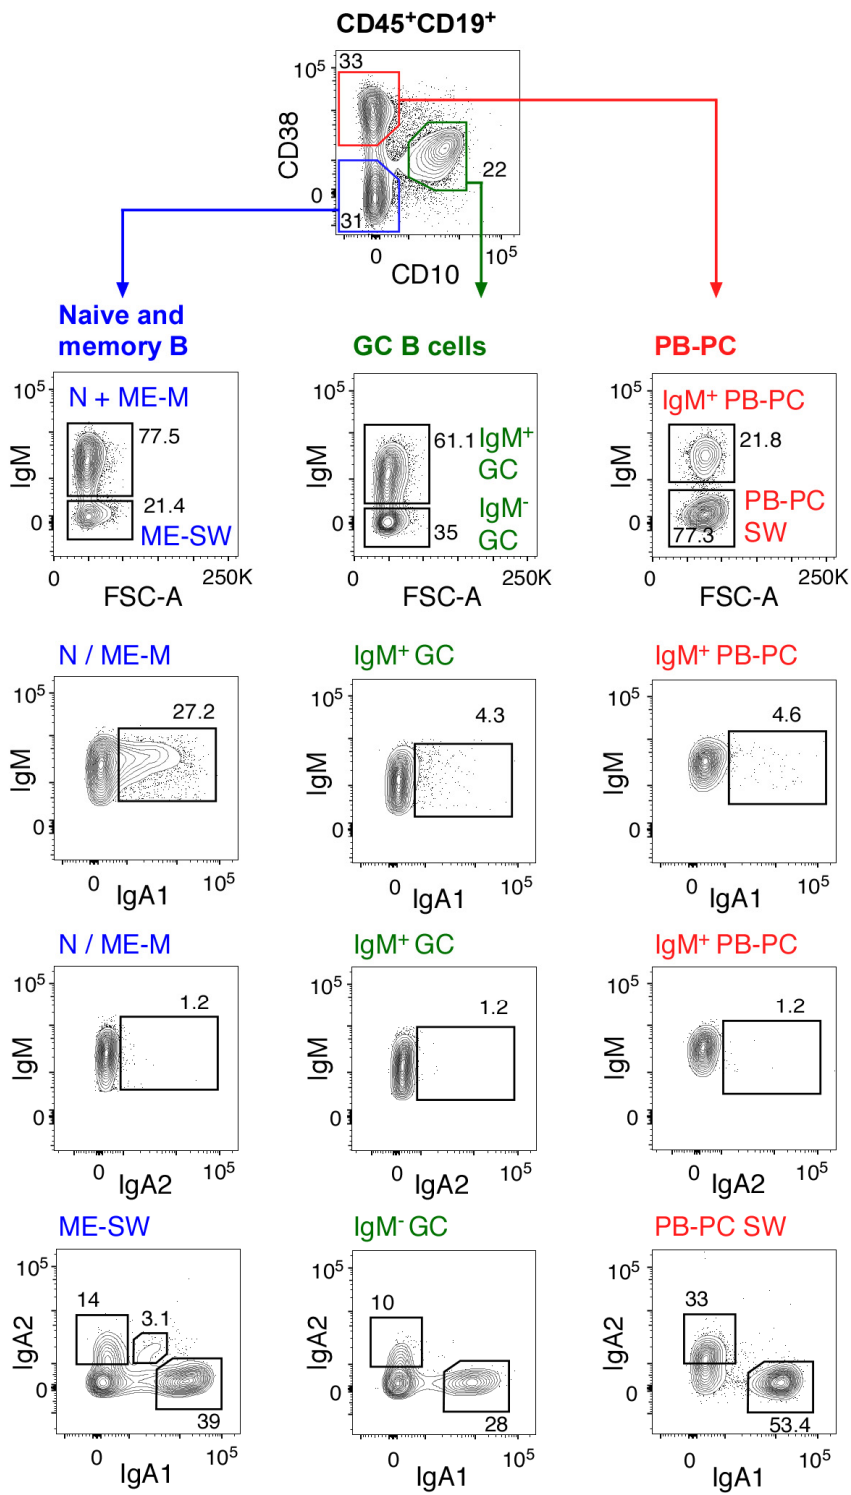 CD45⁺CD19⁺
10⁵
33
CD38
22
0
31
0
10⁵
CD10
Naive and
memory B
GC B cells
PB-PC
10⁵
N + ME-M
77.5
IgM
21.4
0
ME-SW
0
250K
FSC-A
10⁵
61.1
IgM⁺
GC
IgM
IgM⁻
GC
0
35
0
250K
FSC-A
10⁵
IgM⁺ PB-PC
21.8
IgM
PB-PC
SW
0
77.3
0
250K
FSC-A
N / ME-M
10⁵
27.2
IgM
0
0
10⁵
IgA1
IgM⁺ GC
10⁵
4.3
IgM
0
0
10⁵
IgA1
IgM⁺ PB-PC
10⁵
4.6
IgM
0
0
10⁵
IgA1
N / ME-M
10⁵
1.2
IgM
0
0
10⁵
IgA2
IgM⁺ GC
10⁵
1.2
IgM
0
0
10⁵
IgA2
IgM⁺ PB-PC
10⁵
1.2
IgM
0
0
10⁵
IgA2
ME-SW
10⁵
14
3.1
IgA2
0
39
0
10⁵
IgA1
IgM⁻ GC
10⁵
10
IgA2
0
28
0
10⁵
IgA1
PB-PC SW
10⁵
33
IgA2
0
53.4
0
10⁵
IgA1